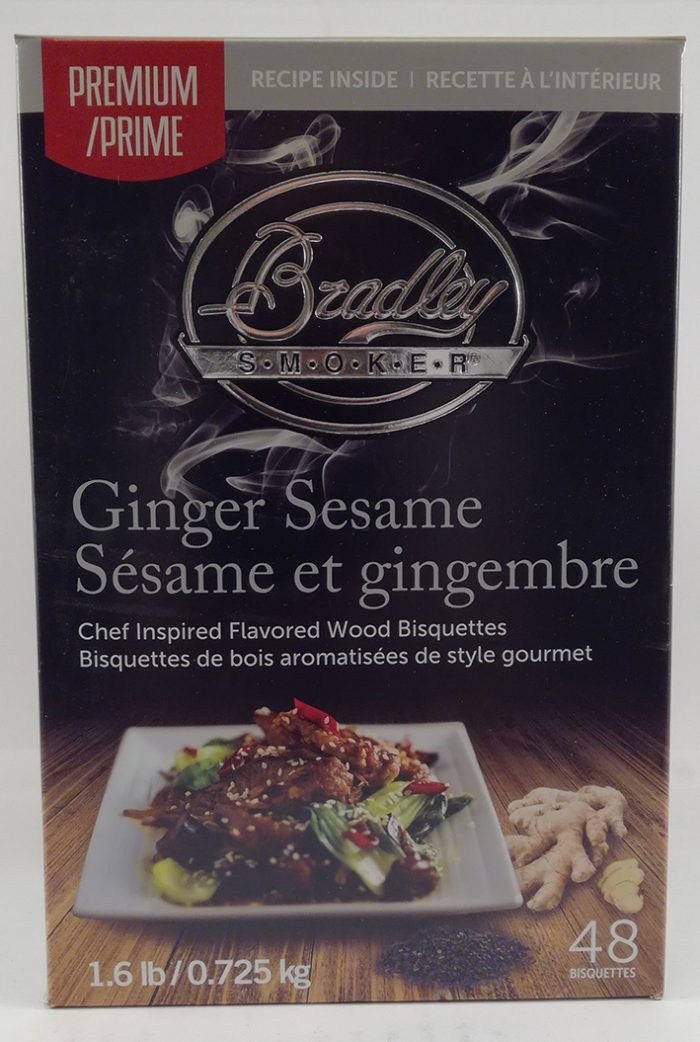 PREMIUM
/PRIME
RECIPE INSIDE | RECETTE À L'INTÉRIEUR
Bradley
S·M·O·K·E·R
Ginger Sesame
Sésame et gingembre
Chef Inspired Flavored Wood Bisquettes
Bisquettes de bois aromatisées de style gourmet
1.6 lb / 0.725 kg
48
BISQUETTES